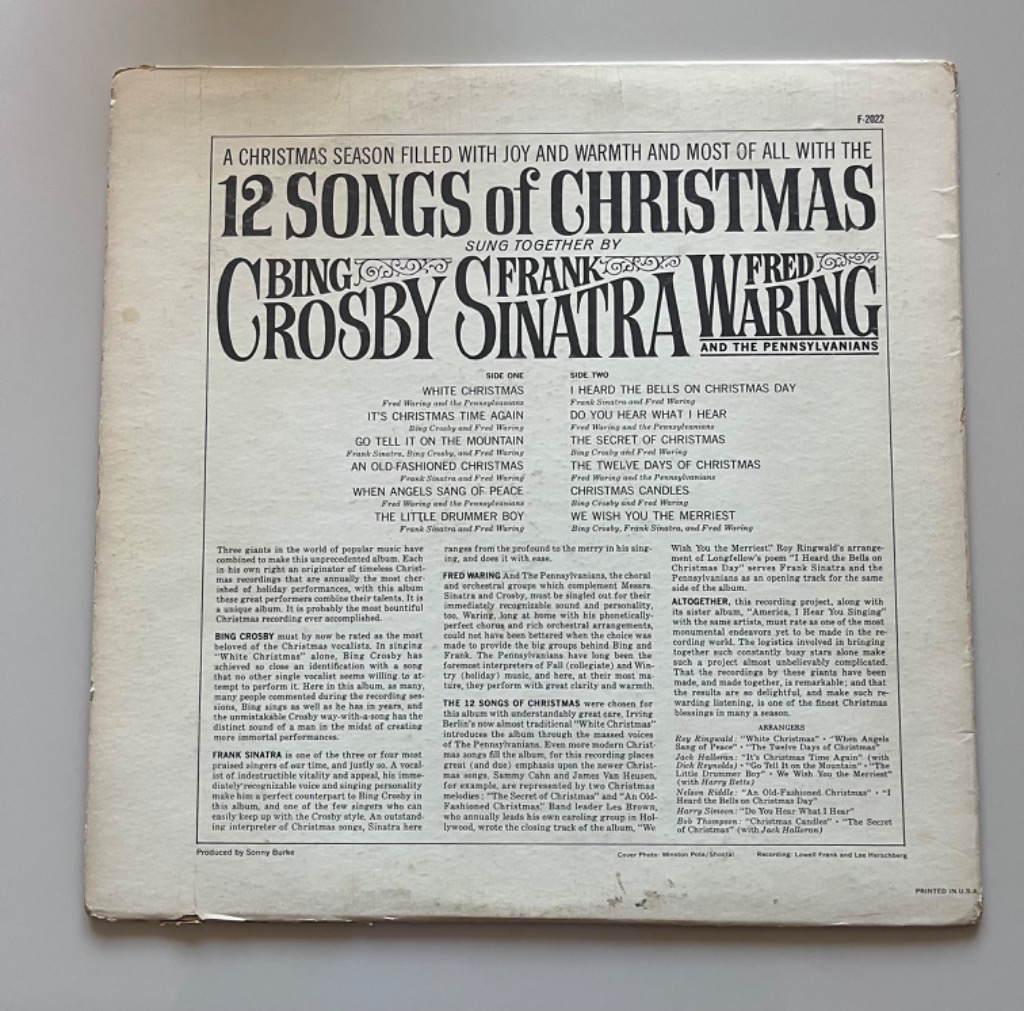 F-2022
A CHRISTMAS SEASON FILLED WITH JOY AND WARMTH AND MOST OF ALL WITH THE
12 SONGS of CHRISTMAS
SUNG TOGETHER BY
BING CROSBY FRANK SINATRA FRED WARING
AND THE PENNSYLVANIANS
SIDE ONE
WHITE CHRISTMAS
Fred Waring and the Pennsylvanians
IT'S CHRISTMAS TIME AGAIN
Bing Crosby and Fred Waring
GO TELL IT ON THE MOUNTAIN
Frank Sinatra, Bing Crosby, and Fred Waring
AN OLD-FASHIONED CHRISTMAS
Frank Sinatra and Fred Waring
WHEN ANGELS SANG OF PEACE
Fred Waring and the Pennsylvanians
THE LITTLE DRUMMER BOY
Frank Sinatra and Fred Waring
SIDE TWO
I HEARD THE BELLS ON CHRISTMAS DAY
Frank Sinatra and Fred Waring
DO YOU HEAR WHAT I HEAR
Fred Waring and the Pennsylvanians
THE SECRET OF CHRISTMAS
Bing Crosby and Fred Waring
THE TWELVE DAYS OF CHRISTMAS
Fred Waring and the Pennsylvanians
CHRISTMAS CANDLES
Bing Crosby and Fred Waring
WE WISH YOU THE MERRIEST
Bing Crosby, Frank Sinatra, and Fred Waring
Three giants in the world of popular music have
combined to make this unprecedented album. Each
in his own right an originator of timeless Christ-
mas recordings that are annually the most cher-
ished of holiday performances, with this album
these great performers combine their talents. It is
a unique album. It is probably the most bountiful
Christmas recording ever accomplished.
BING CROSBY must by now be rated as the most
beloved of the Christmas vocalists. In singing
"White Christmas" alone, Bing Crosby has
achieved so close an identification with a song
that no other single vocalist seems willing to at-
tempt to perform it. Here in this album, as many,
many people commented during the recording ses-
sions, Bing sings as well as he has in years, and
the unmistakable Crosby way-with-a-song has the
distinct sound of a man in the midst of creating
more immortal performances.
FRANK SINATRA is one of the three or four most
praised singers of our time, and justly so. A vocal-
ist of indestructible vitality and appeal, his imme-
diately recognizable voice and singing personality
make him a perfect counterpart to Bing Crosby in
this album, and one of the few singers who can
easily keep up with the Crosby style. An outstand-
ing interpreter of Christmas songs, Sinatra here
ranges from the profound to the merry in his sing-
ing, and does it with ease.
FRED WARING And The Pennsylvanians, the choral
and orchestral groups which complement Messrs.
Sinatra and Crosby, must be singled out for their
immediately recognizable sound and personality,
too. Waring, long at home with his phonetically-
perfect chorus and rich orchestral arrangements,
could not have been bettered when the choice was
made to provide the big groups behind Bing and
Frank. The Pennsylvanians have long been the
foremost interpreters of Fall (collegiate) and Win-
try (holiday) music, and here, at their most ma-
ture, they perform with great clarity and warmth.
THE 12 SONGS OF CHRISTMAS were chosen for
this album with understandably great care. Irving
Berlin's now almost traditional "White Christmas"
introduces the album through the massed voices
of The Pennsylvanians. Even more modern Christ-
mas songs fill the album, for this recording places
great (and due) emphasis upon the newer Christ-
mas songs. Sammy Cahn and James Van Heusen,
for example, are represented by two Christmas
melodies: "The Secret of Christmas" and "An Old-
Fashioned Christmas." Band leader Les Brown,
who annually leads his own caroling group in Hol-
lywood, wrote the closing track of the album, "We
Wish You the Merriest." Roy Ringwald's arrange-
ment of Longfellow's poem "I Heard the Bells on
Christmas Day" serves Frank Sinatra and the
Pennsylvanians as an opening track for the same
side of the album.
ALTOGETHER, this recording project, along with
its sister album, "America, I Hear You Singing"
with the same artists, must rate as one of the most
monumental endeavors yet to be made in the re-
cording world. The logistics involved in bringing
together such constantly busy stars alone make
such a project almost unbelievably complicated.
That the recordings by these giants have been
made, and made together, is remarkable; and that
the results are so delightful, and make such re-
warding listening, is one of the finest Christmas
blessings in many a season.
ARRANGERS
Roy Ringwald: "White Christmas" • "When Angels
Sang of Peace" • "The Twelve Days of Christmas"
Jack Halloran: "It's Christmas Time Again" (with
Dick Reynolds) • "Go Tell It on the Mountain" • "The
Little Drummer Boy" • We Wish You the Merriest"
(with Harry Betts)
Nelson Riddle: "An Old-Fashioned Christmas" • "I
Heard the Bells on Christmas Day"
Harry Simeon: "Do You Hear What I Hear"
Bob Thompson: "Christmas Candles" • "The Secret
of Christmas" (with Jack Halloran)
Produced by Sonny Burke
Cover Photo: Winston Pote/Shostal
Recording: Lowell Frank and Lee Herschberg
PRINTED IN U.S.A.